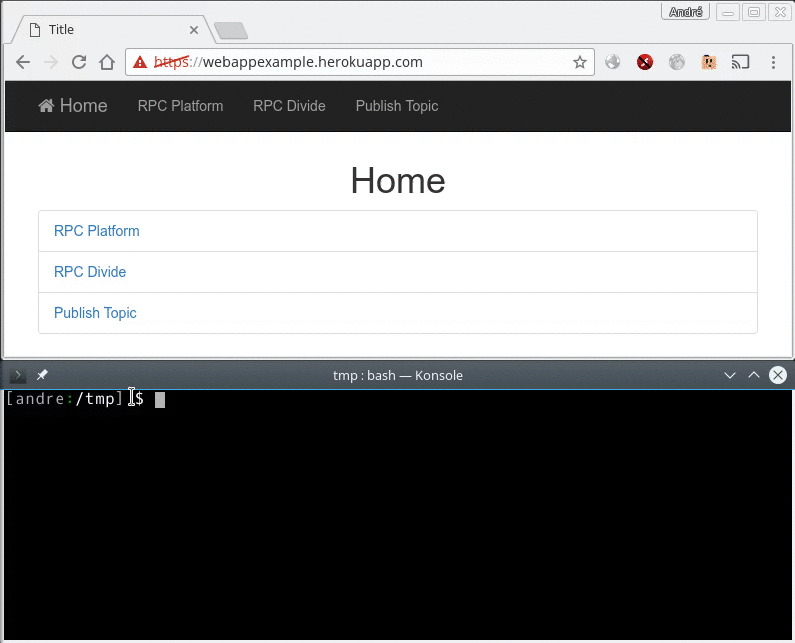 André
Title
https://webappexample.herokuapp.com
Home RPC Platform RPC Divide Publish Topic
Home
RPC Platform
RPC Divide
Publish Topic
tmp : bash — Konsole
[andre:/tmp] $